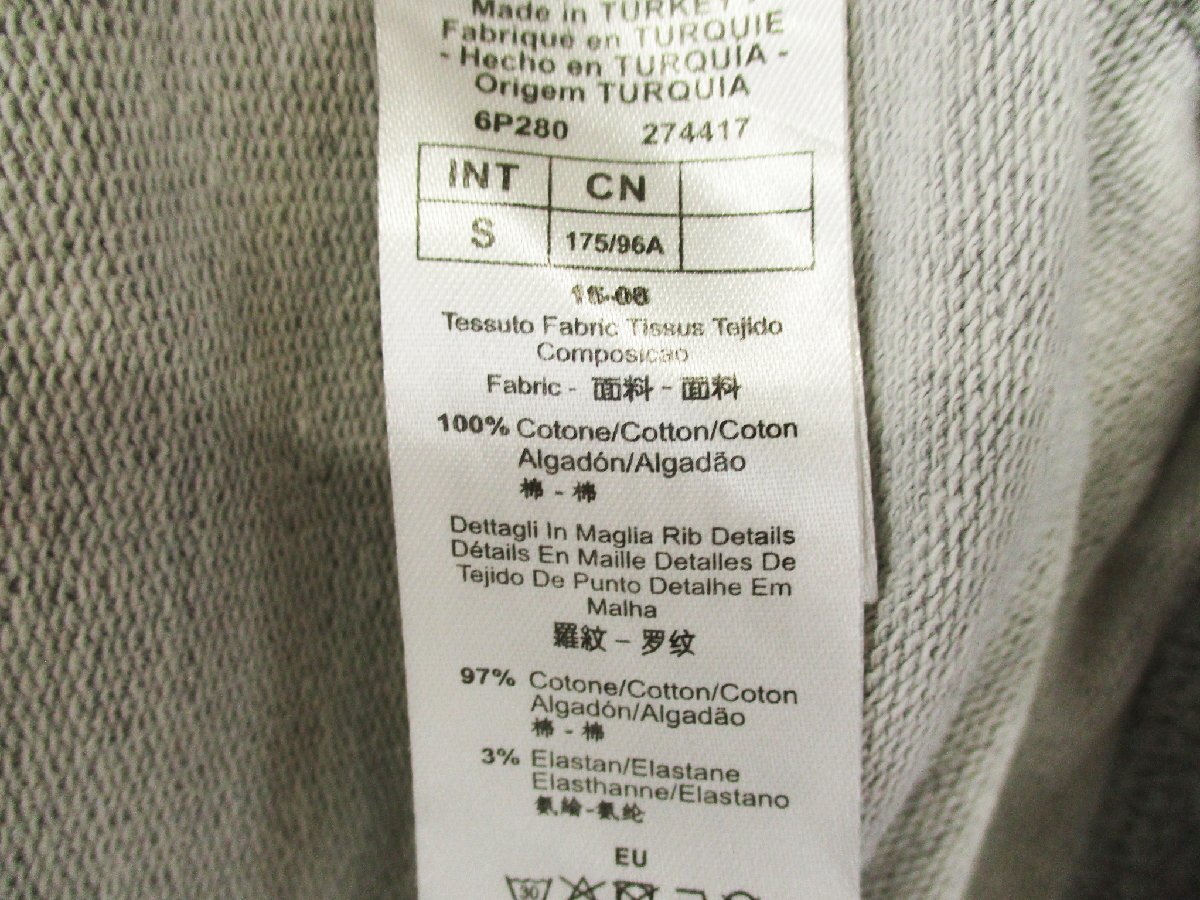 Made in TURKEY -
Fabrique en TURQUIE
- Hecho en TURQUIA -
Origem TURQUIA
6P280 274417
INT CN
S 175/96A
Tessuto Fabric Tissus Tejido
Composicao
Fabric - 面料 - 面料
100% Cotone/Cotton/Coton
Algadón/Algadão
棉 - 棉
Dettagli In Maglia Rib Details
Détails En Maille Detalles De
Tejido De Punto Detalhe Em
Malha
羅紋 - 罗纹
97% Cotone/Cotton/Coton
Algadón/Algadão
棉 - 棉
3% Elastan/Elastane
Elasthanne/Elastano
氨綸-氨纶
EU
30